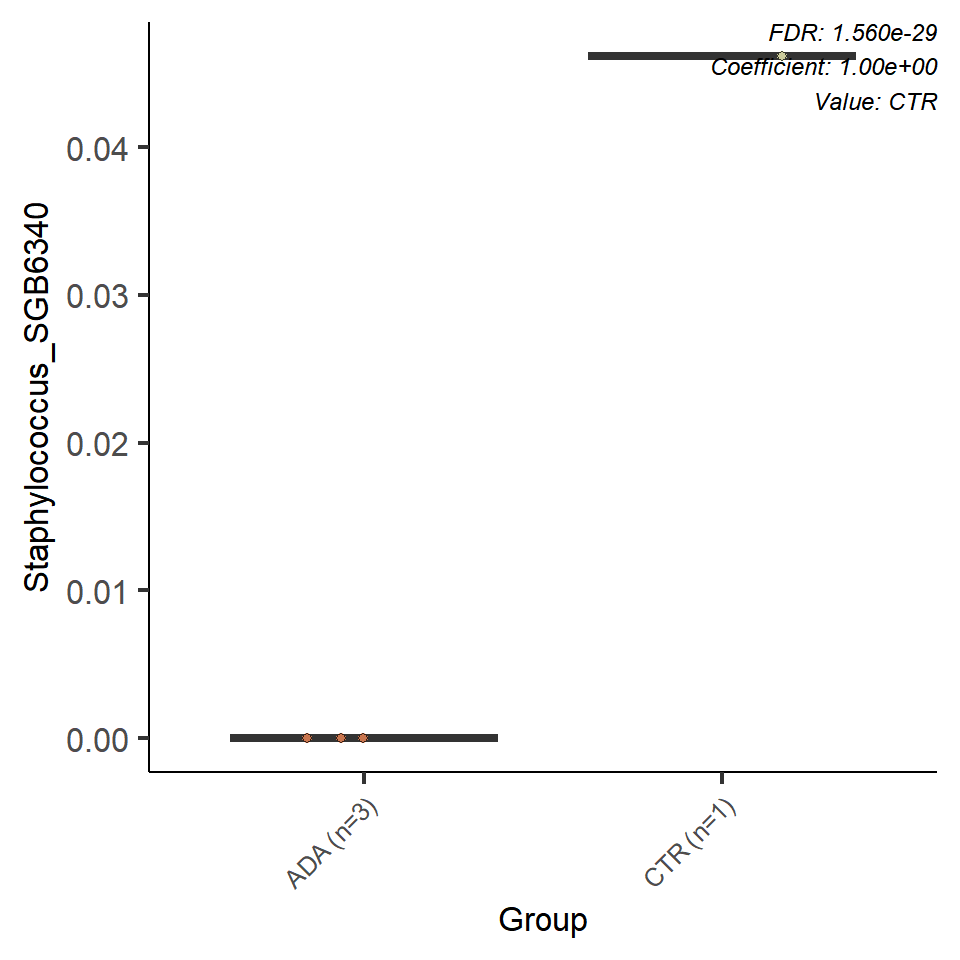 FDR: 1.560e-29
Coefficient: 1.00e+00
Value: CTR
0.04
0.03
0.02
0.01
0.00
Staphylococcus_SGB6340
ADA (n=3)
CTR (n=1)
Group